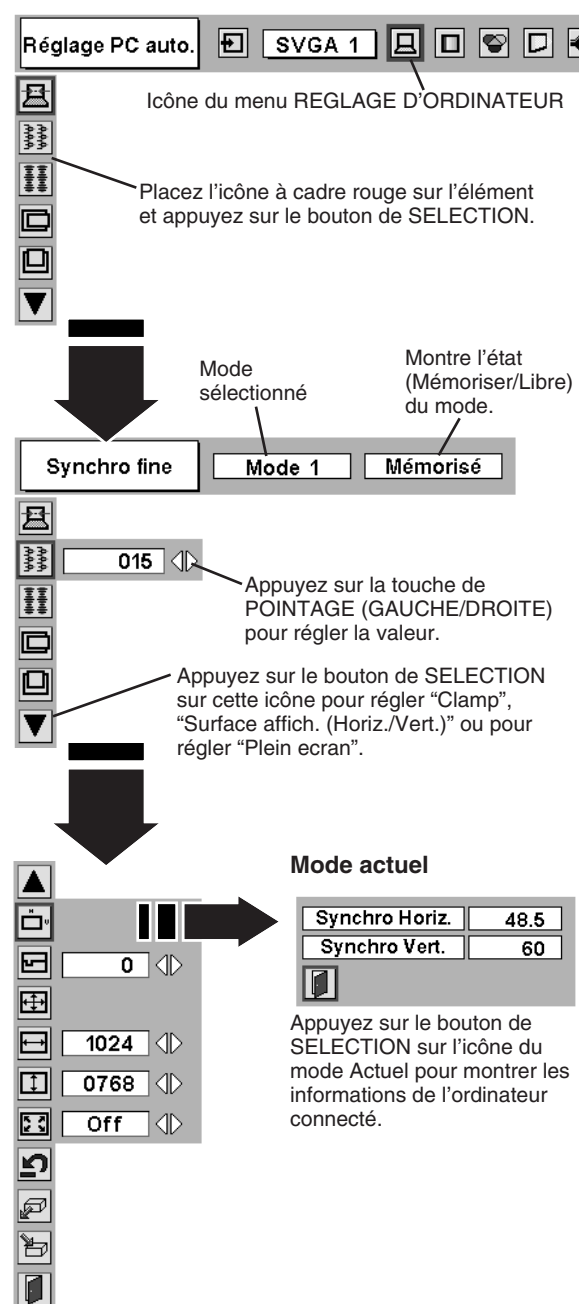 Réglage PC auto. SVGA 1
Icône du menu REGLAGE D'ORDINATEUR
Placez l'icône à cadre rouge sur l'élément
et appuyez sur le bouton de SELECTION.
Mode
sélectionné
Montre l'état
(Mémoriser/Libre)
du mode.
Synchro fine Mode 1 Mémorisé
015
Appuyez sur la touche de
POINTAGE (GAUCHE/DROITE)
pour régler la valeur.
Appuyez sur le bouton de SELECTION
sur cette icône pour régler “Clamp”,
“Surface affich. (Horiz./Vert.)” ou pour
régler “Plein ecran”.
Mode actuel
H
V
Synchro Horiz. 48.5
Synchro Vert. 60
0
1024
0768
Off
Appuyez sur le bouton de
SELECTION sur l'icône du
mode Actuel pour montrer les
informations de l'ordinateur
connecté.